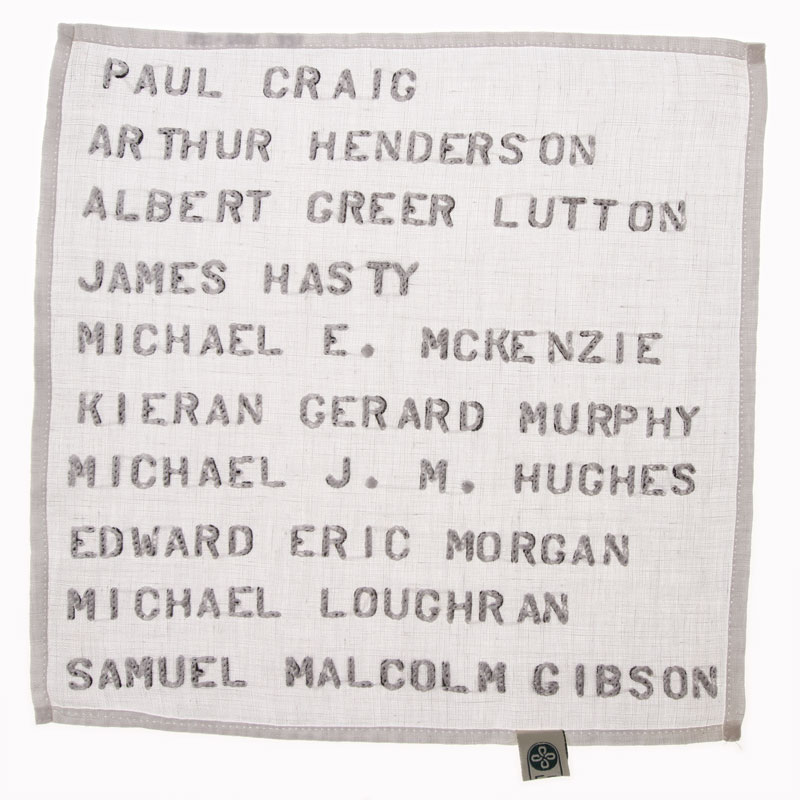 PAUL CRAIG
ARTHUR HENDERSON
ALBERT GREER LUTTON
JAMES HASTY
MICHAEL E. MCKENZIE
KIERAN GERARD MURPHY
MICHAEL J. M. HUGHES
EDWARD ERIC MORGAN
MICHAEL LOUGHRAN
SAMUEL MALCOLM GIBSON